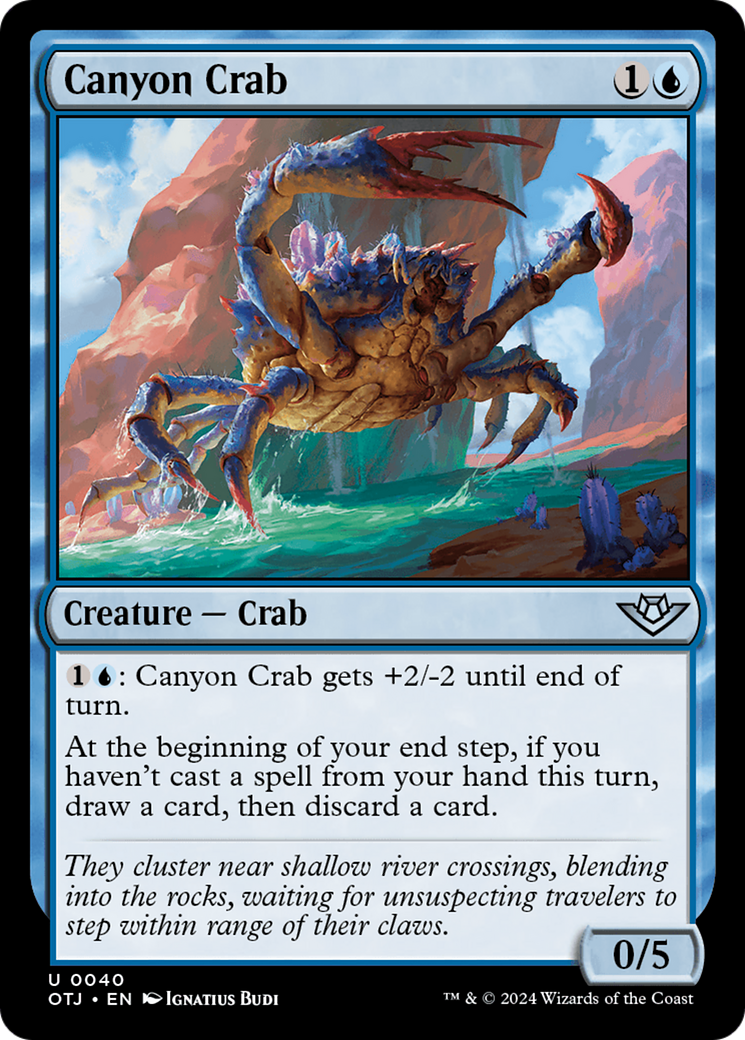 Canyon Crab 1
Creature — Crab
1 : Canyon Crab gets +2/-2 until end of
turn.
At the beginning of your end step, if you
haven't cast a spell from your hand this turn,
draw a card, then discard a card.
They cluster near shallow river crossings, blending
into the rocks, waiting for unsuspecting travelers to
step within range of their claws.
0/5
U 0040
OTJ • EN Ignatius Budi ™ & © 2024 Wizards of the Coast